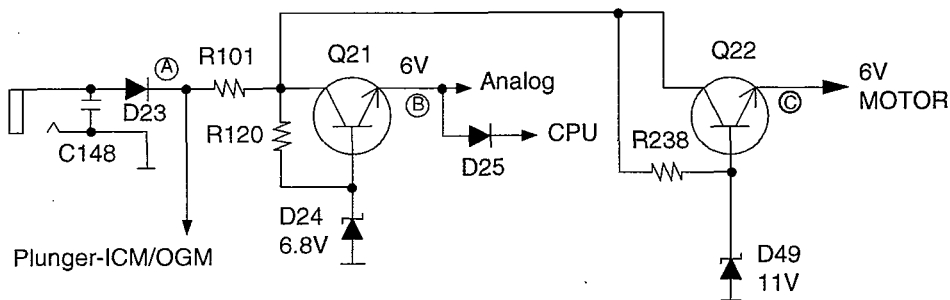 Q21
Q22
R101
A
6V
Analog
6V
MOTOR
D23
B
C
R120
CPU
R238
C148
D25
D24
6.8V
Plunger-ICM/OGM
D49
11V